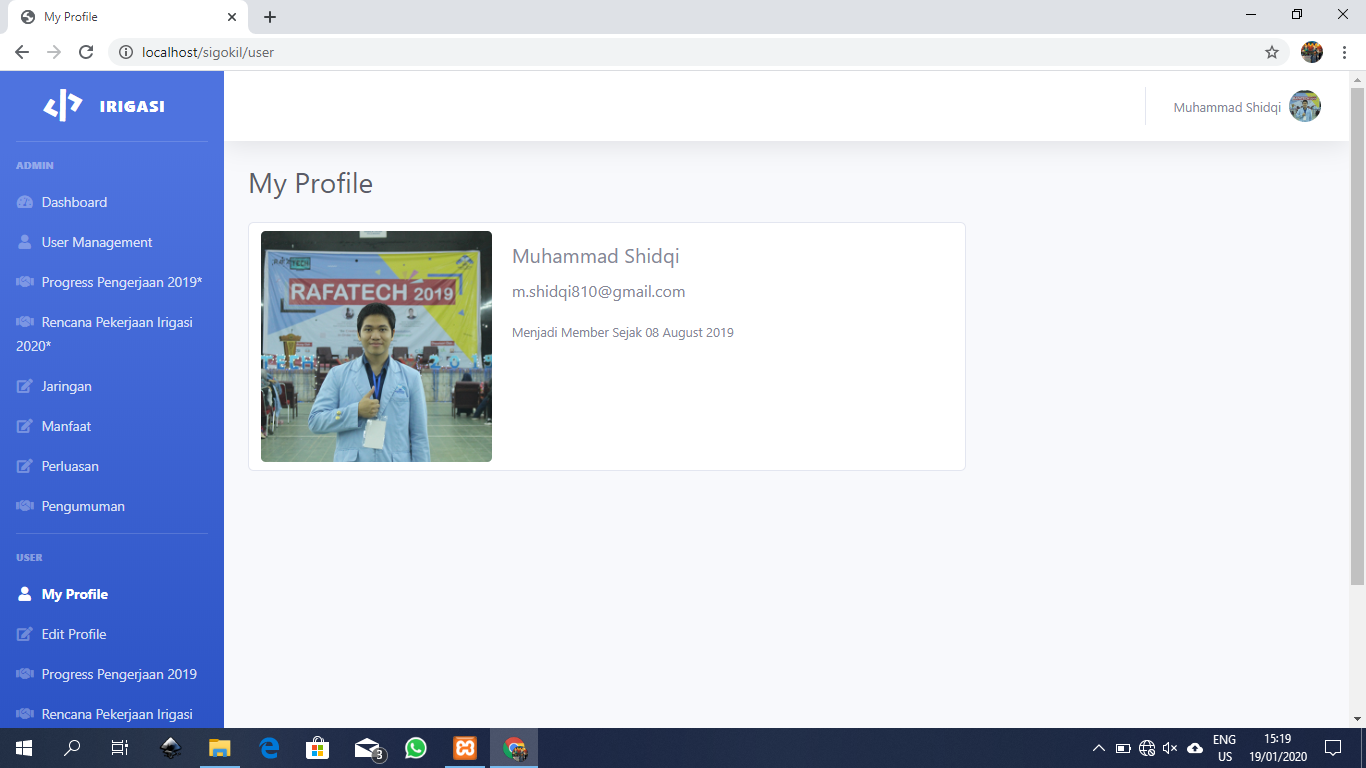 My Profile
localhost/sigokil/user
IRIGASI
Muhammad Shidqi
ADMIN
Dashboard
User Management
Progress Pengerjaan 2019*
Rencana Pekerjaan Irigasi
2020*
Jaringan
Manfaat
Perluasan
Pengumuman
USER
My Profile
Edit Profile
Progress Pengerjaan 2019
Rencana Pekerjaan Irigasi
My Profile
RAFATECH 2019
Muhammad Shidqi
m.shidqi810@gmail.com
Menjadi Member Sejak 08 August 2019
3
ENG
US
15:19
19/01/2020